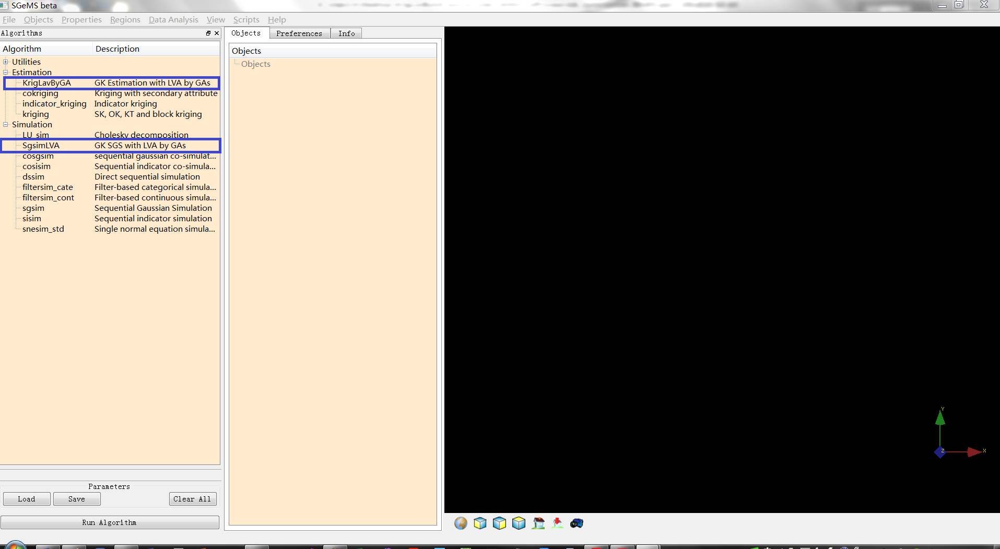 SGeMS beta
File Objects Properties Regions Data Analysis View Scripts Help
Algorithms
Objects Preferences Info
Algorithm Description
Utilities
Estimation
KrigLavByGA GK Estimation with LVA by GAs
cokriging Kriging with secondary attribute
indicator_kriging Indicator kriging
kriging SK, OK, KT and block kriging
Simulation
LU_sim Cholesky decomposition
SgsimLVA GK SGS with LVA by GAs
cosgsim sequential gaussian co-simulat...
cosisim Sequential indicator co-simula...
dssim Direct sequential simulation
filtersim_cate Filter-based categorical simula...
filtersim_cont Filter-based continuous simula...
sgsim Sequential Gaussian Simulation
sisim Sequential indicator simulation
snesim_std Single normal equation simula...
Parameters
Load Save Clear All
Run Algorithm
Objects
Objects
Y
Z X